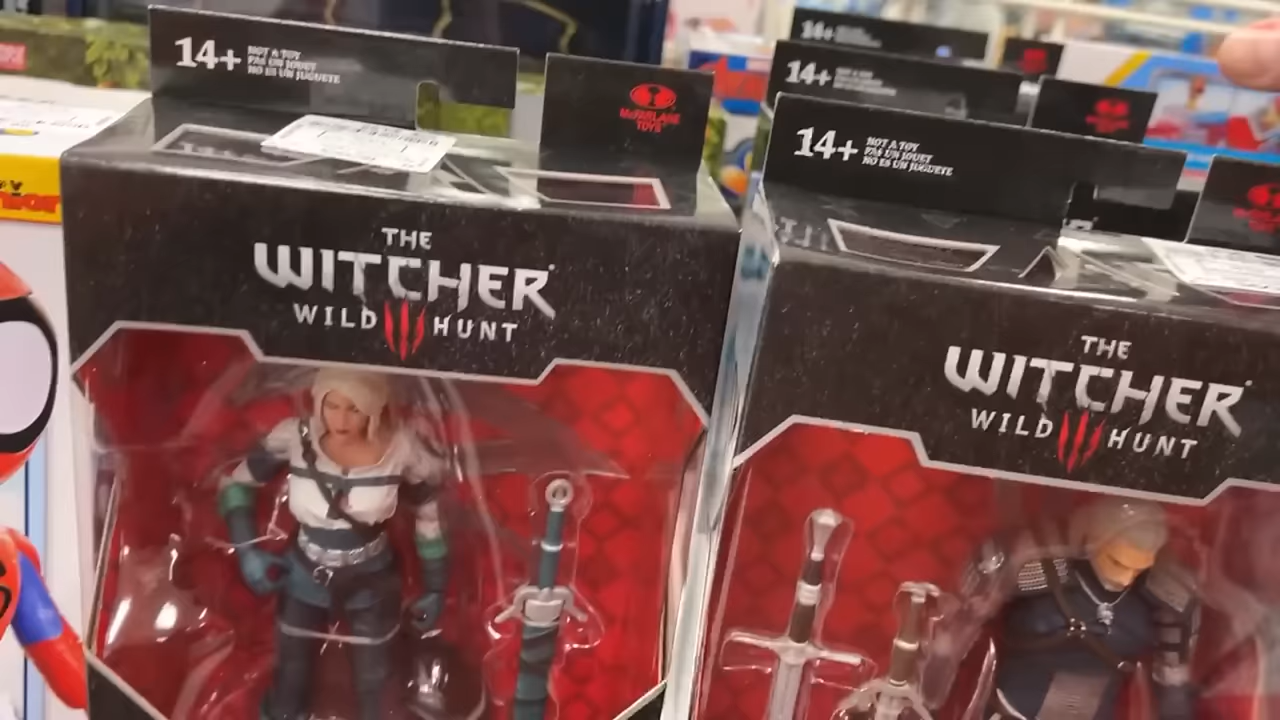 14+
NOT A TOY
PAS UN JOUET
NO ES UN JUGUETE
McFARLANE
TOYS
THE
WITCHER
WILD HUNT
14+
14+
14+
NOT A TOY
PAS UN JOUET
NO ES UN JUGUETE
THE
WITCHER
WILD HUNT